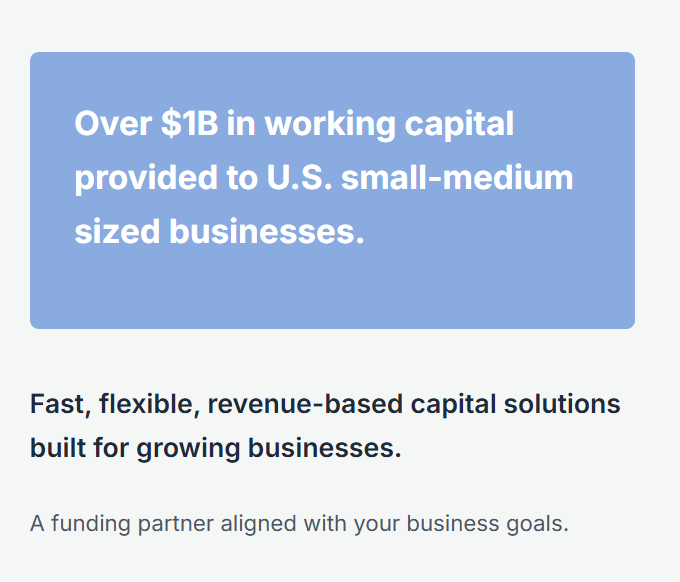 Over $1B in working capital
provided to U.S. small-medium
sized businesses.
Fast, flexible, revenue-based capital solutions
built for growing businesses.
A funding partner aligned with your business goals.